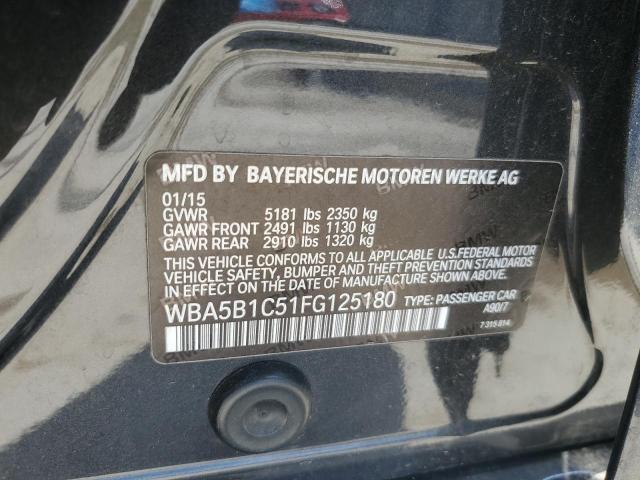 MFD BY BAYERISCHE MOTOREN WERKE AG
01/15
GVWR 5181 lbs 2350 kg
GAWR FRONT 2491 lbs 1130 kg
GAWR REAR 2910 lbs 1320 kg
THIS VEHICLE CONFORMS TO ALL APPLICABLE U.S.FEDERAL MOTOR
VEHICLE SAFETY, BUMPER AND THEFT PREVENTION STANDARDS
IN EFFECT ON THE DATE OF MANUFACTURE SHOWN ABOVE.
WBA5B1C51FG125180 TYPE: PASSENGER CAR
A90/7
7 315 814